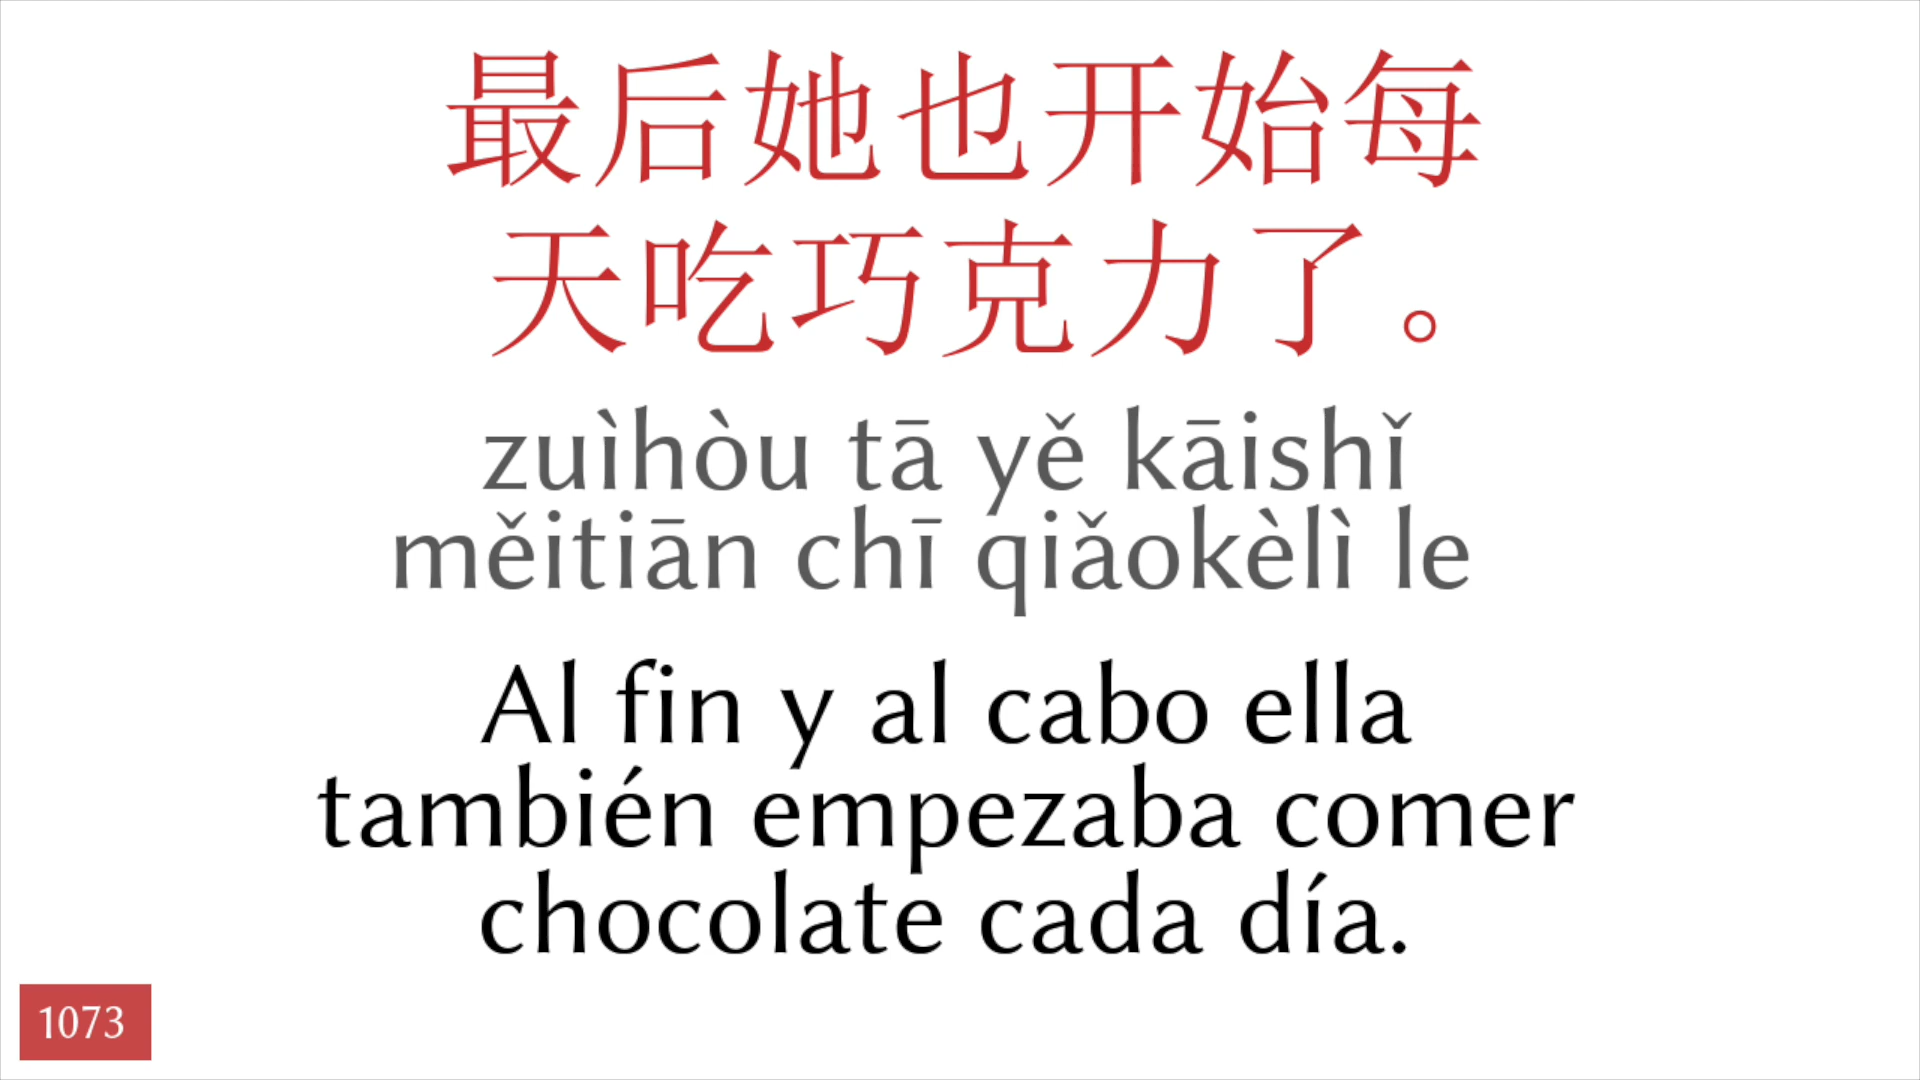 最后她也开始每
天吃巧克力了。
zuìhòu tā yě kāishǐ
měitiān chī qiǎokèlì le
Al fin y al cabo ella
también empezaba comer
chocolate cada día.
1073